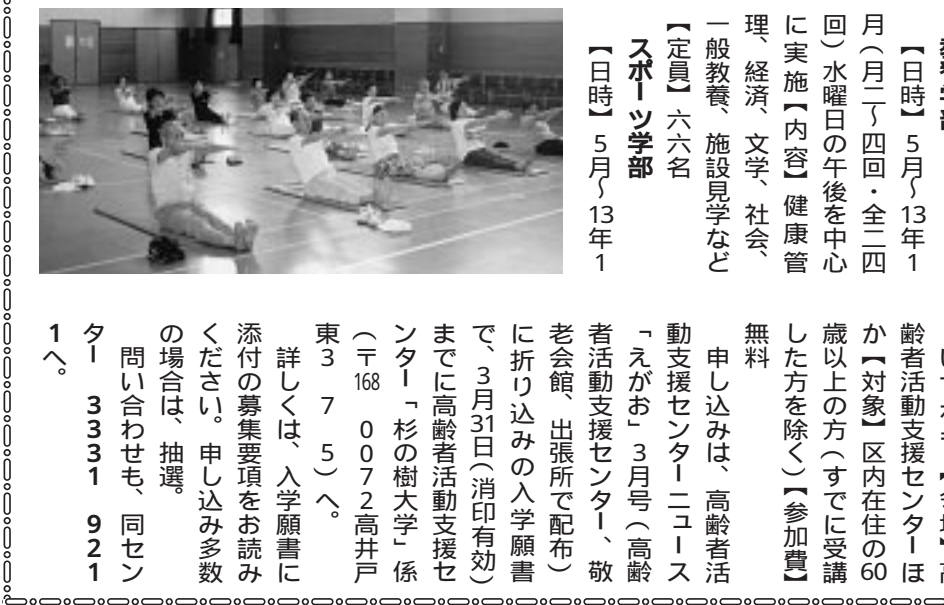 【日時】5月〜13年1
月(月二〜四回・全二四
回)水曜日の午後を中心
に実施【内容】健康管
理、経済、文学、社会、
一般教養、施設見学など
【定員】六六名
スポーツ学部
【日時】5月〜13年1
齢者活動支援センターほ
か【対象】区内在住の60
歳以上の方(すでに受講
した方を除く)【参加費】
無料
申し込みは、高齢者活
動支援センターニュース
「えがお」3月号(高齢
者活動支援センター、敬
老会館、出張所で配布)
に折り込みの入学願書
で、3月31日(消印有効)
までに高齢者活動支援セ
ンター「杉の樹大学」係
(〒168 0072高井戸
東3 7 5)へ。
詳しくは、入学願書に
添付の募集要項をお読み
ください。申し込み多数
の場合は、抽選。
問い合わせも、同セン
ター 3331 921
1へ。